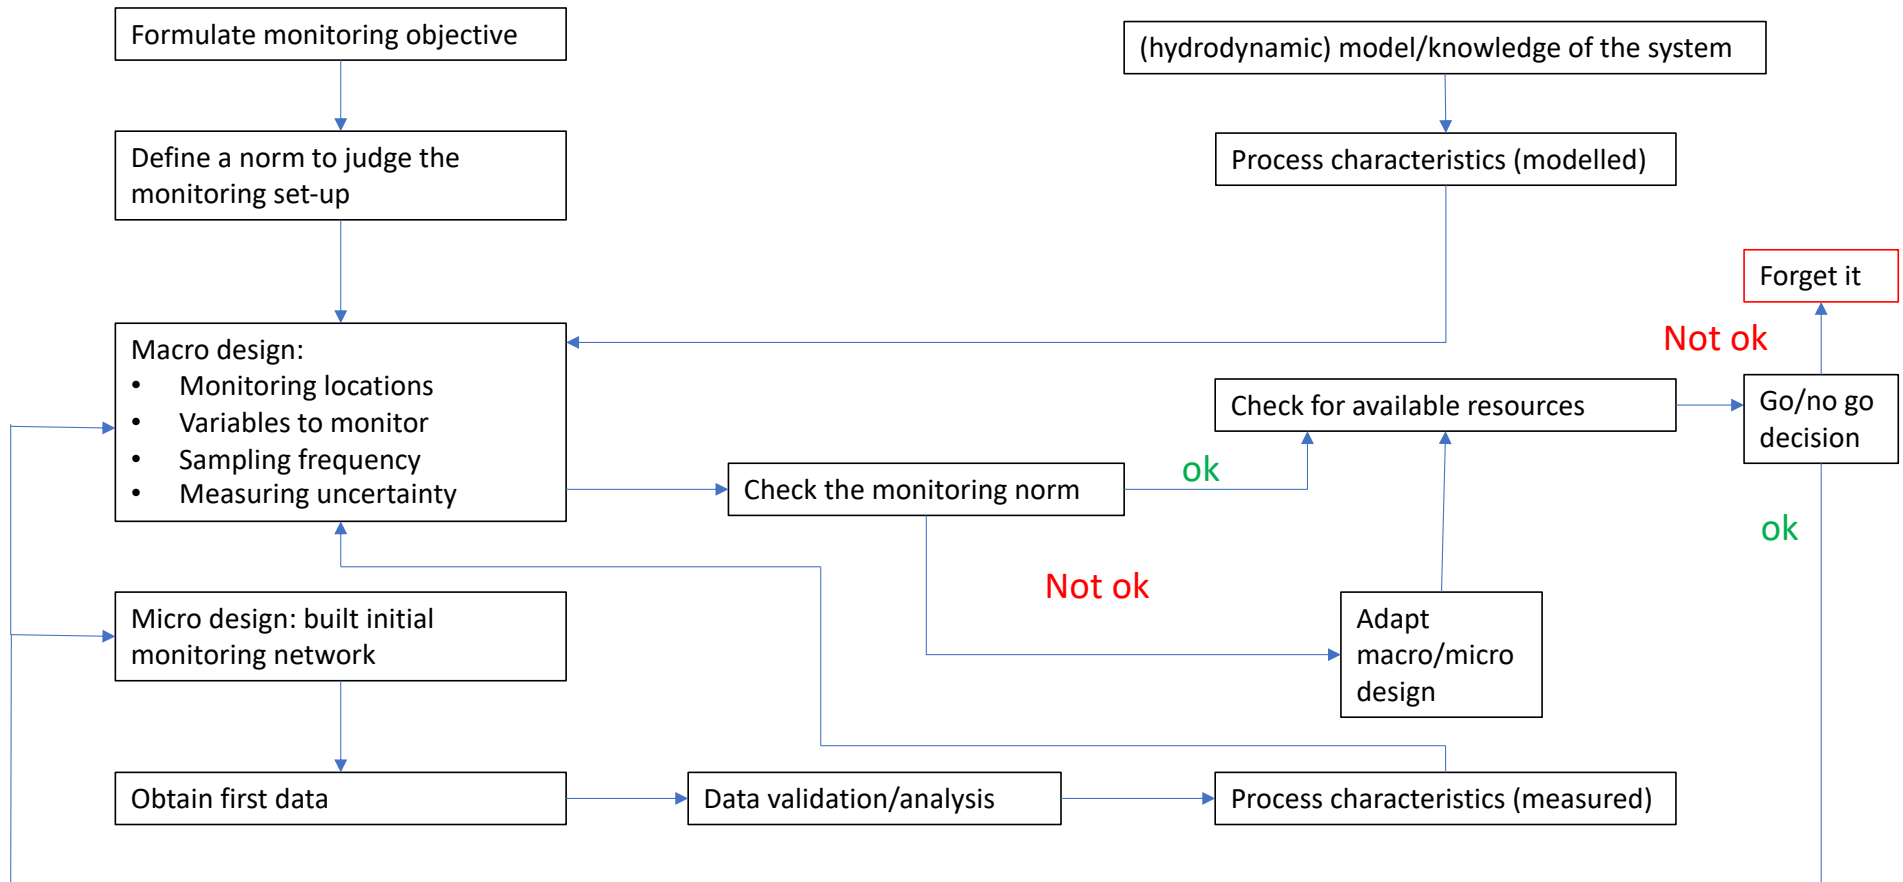 Formulate monitoring objective
(hydrodynamic) model/knowledge of the system
Define a norm to judge the
monitoring set-up
Process characteristics (modelled)
Forget it
Not ok
Macro design:
• Monitoring locations
• Variables to monitor
• Sampling frequency
• Measuring uncertainty
Check for available resources
Go/no go
decision
Check the monitoring norm
ok
ok
Not ok
Micro design: built initial
monitoring network
Adapt
macro/micro
design
Obtain first data
Data validation/analysis
Process characteristics (measured)